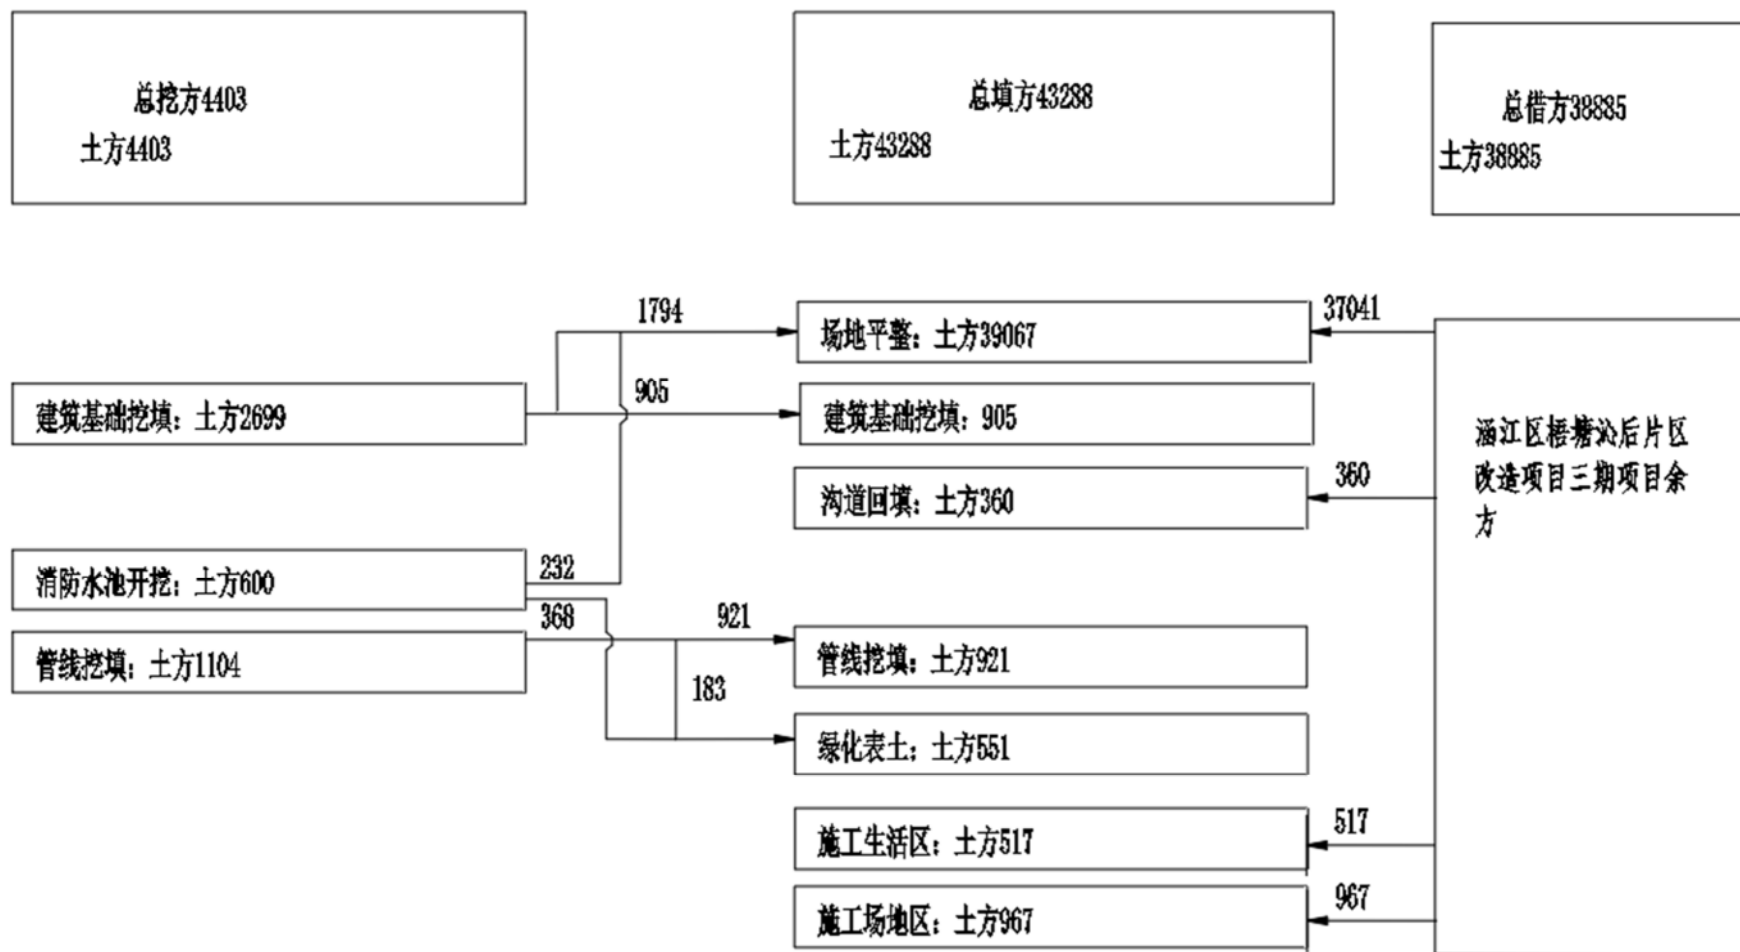 总挖方4403
土方4403
总填方43288
土方43288
总借方38885
土方38885
1794
37041
场地平整：土方39067
905
建筑基础挖填：土方2699
建筑基础挖填：905
涵江区梧塘沁后片区
改造项目三期项目余
方
360
沟道回填：土方360
232
消防水池开挖：土方600
368
921
管线挖填：土方1104
管线挖填：土方921
183
绿化表土：土方551
517
施工生活区：土方517
967
施工场地区：土方967